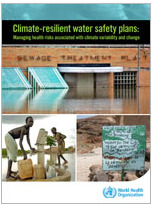 Climate-resilient water safety plans:
Managing health risks associated with climate variability and change
SEWAGE TREATMENT PLANT
World Health
Organization